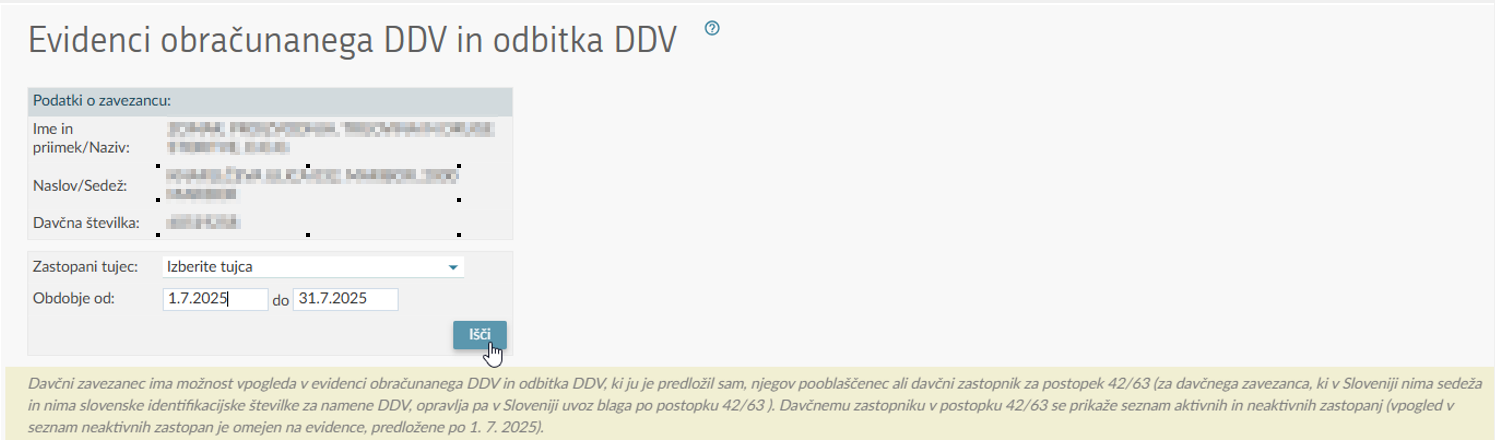 Evidenci obračunanega DDV in odbitka DDV ?
Podatki o zavezancu:
Ime in
priimek/Naziv:
Naslov/Sedež:
Davčna številka:
Zastopani tujec: Izberite tujca
Obdobje od: 1.7.2025 do 31.7.2025
Išči
Davčni zavezanec ima možnost vpogleda v evidenci obračunanega DDV in odbitka DDV, ki ju je predložil sam, njegov pooblaščenec ali davčni zastopnik za postopek 42/63 (za davčnega zavezanca, ki v Sloveniji nima sedeža
in nima slovenske identifikacijske številke za namene DDV, opravlja pa v Sloveniji uvoz blaga po postopku 42/63 ). Davčnemu zastopniku v postopku 42/63 se prikaže seznam aktivnih in neaktivnih zastopanj (vpogled v
seznam neaktivnih zastopan je omejen na evidence, predložene po 1. 7. 2025).